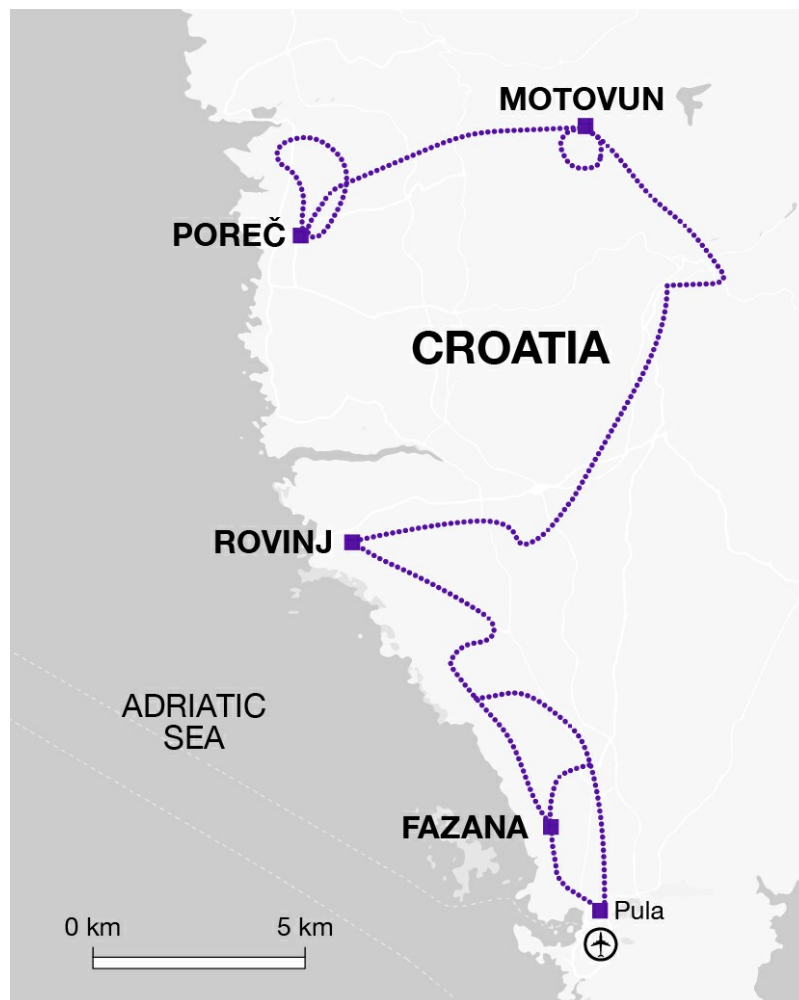 MOTOVUN
POREČ
CROATIA
ROVINJ
ADRIATIC
SEA
FAZANA
Pula
0 km 5 km